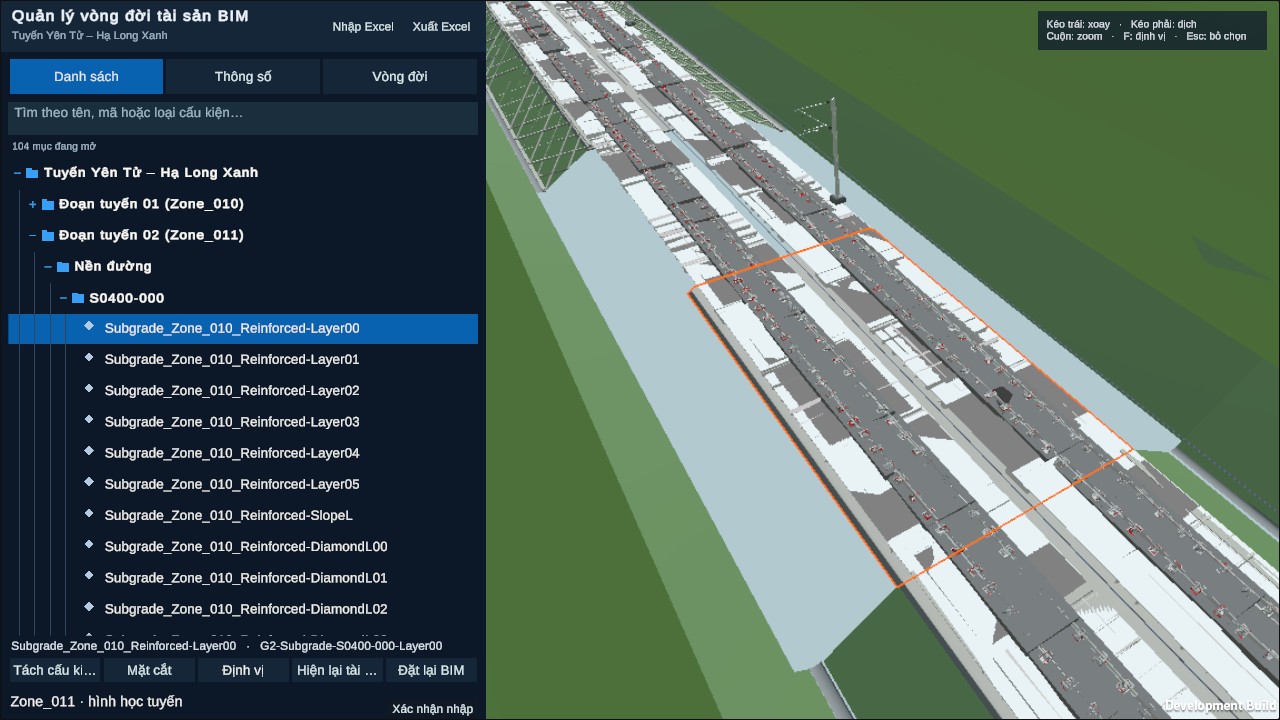 Quản lý vòng đời tài sản BIM
Tuyến Yên Tử – Hạ Long Xanh
Nhập Excel
Xuất Excel
Danh sách
Thông số
Vòng đời
Tìm theo tên, mã hoặc loại cấu kiện…
104 mục đang mở
– Tuyến Yên Tử – Hạ Long Xanh
+ Đoạn tuyến 01 (Zone_010)
– Đoạn tuyến 02 (Zone_011)
– Nền đường
– S0400-000
Subgrade_Zone_010_Reinforced-Layer00
Subgrade_Zone_010_Reinforced-Layer01
Subgrade_Zone_010_Reinforced-Layer02
Subgrade_Zone_010_Reinforced-Layer03
Subgrade_Zone_010_Reinforced-Layer04
Subgrade_Zone_010_Reinforced-Layer05
Subgrade_Zone_010_Reinforced-SlopeL
Subgrade_Zone_010_Reinforced-DiamondL00
Subgrade_Zone_010_Reinforced-DiamondL01
Subgrade_Zone_010_Reinforced-DiamondL02
Subgrade_Zone_010_Reinforced-Layer00 · G2-Subgrade-S0400-000-Layer00
Tách cấu ki…
Mặt cắt
Định vị
Hiện lại tài …
Đặt lại BIM
Zone_011 · hình học tuyến
Xác nhận nhập
Kéo trái: xoay · Kéo phải: dịch
Cuộn: zoom · F: định vị · Esc: bỏ chọn
Development Build